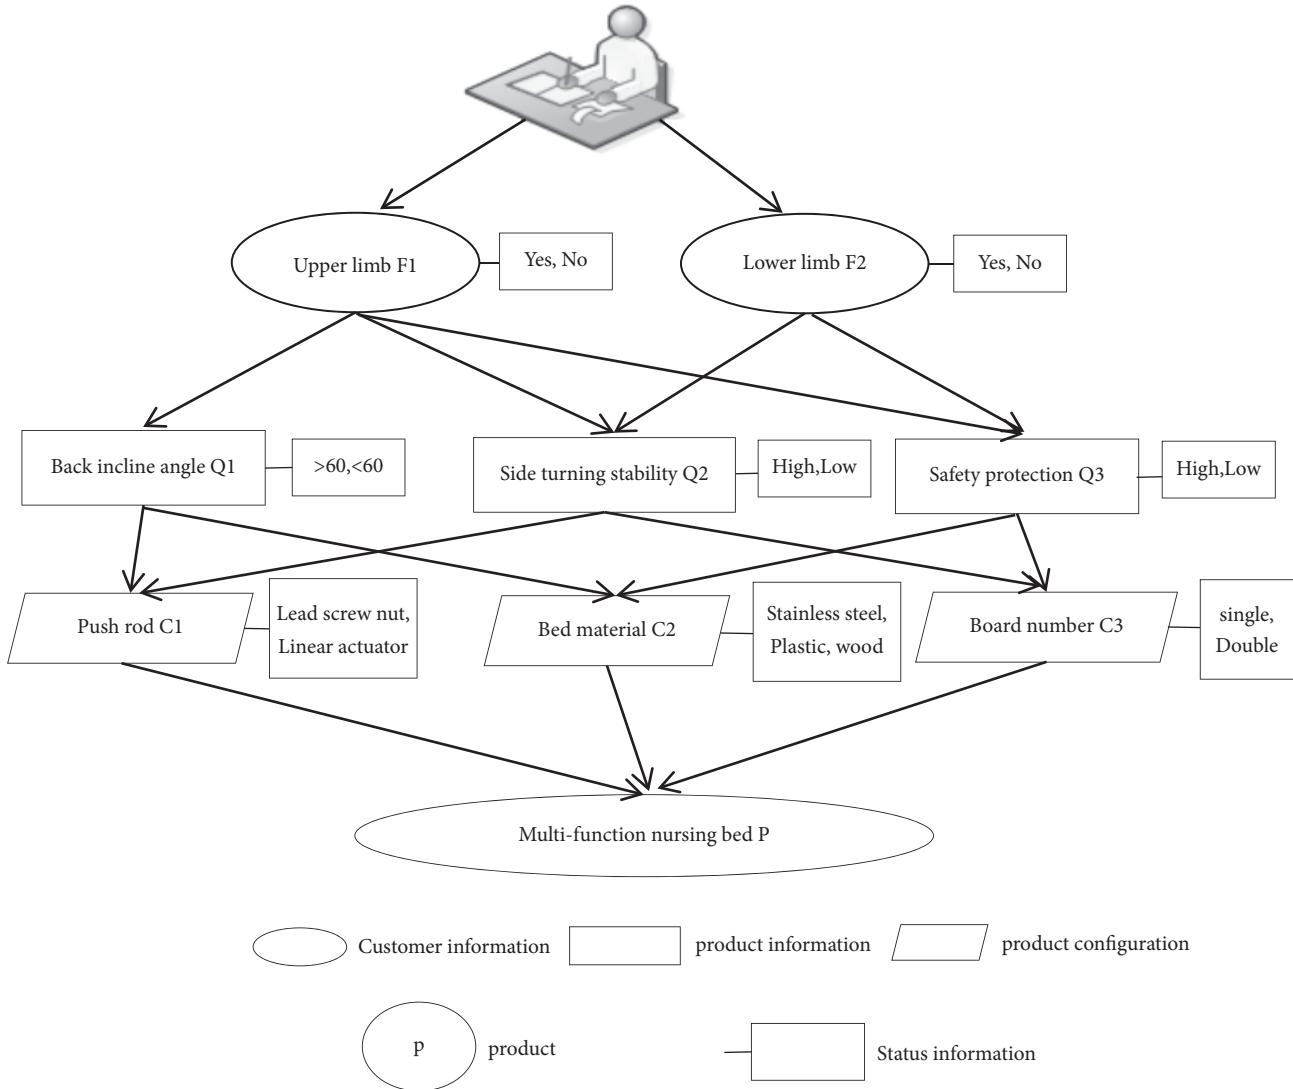 Upper limb F1
Yes, No
Lower limb F2
Yes, No
Back incline angle Q1
>60,<60
Side turning stability Q2
High,Low
Safety protection Q3
High,Low
Push rod C1
Lead screw nut,
Linear actuator
Bed material C2
Stainless steel,
Plastic, wood
Board number C3
single,
Double
Multi-function nursing bed P
Customer information
product information
product configuration
p
product
Status information